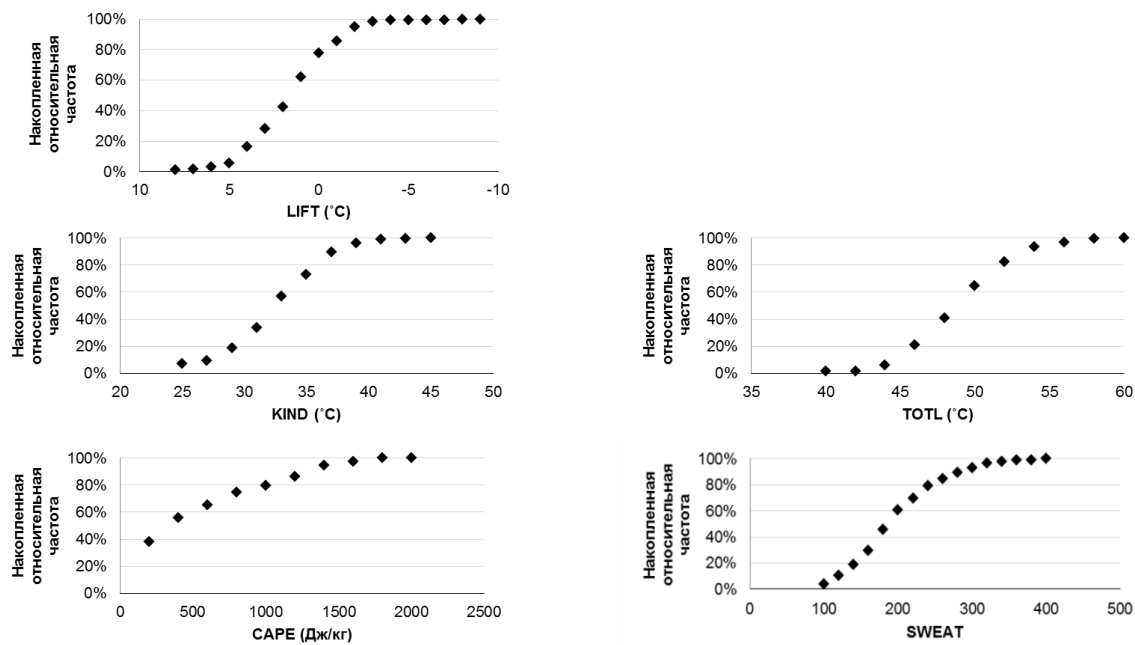 Накопленная
относительная
частота
100%
80%
60%
40%
20%
0%
10 5 0 -5 -10
LIFT (˚C)
Накопленная
относительная
частота
100%
80%
60%
40%
20%
0%
20 25 30 35 40 45 50
KIND (˚C)
Накопленная
относительная
частота
100%
80%
60%
40%
20%
0%
35 40 45 50 55 60
TOTL (˚C)
Накопленная
относительная
частота
100%
80%
60%
40%
20%
0%
0 500 1000 1500 2000 2500
CAPE (Дж/кг)
Накопленная
относительная
частота
100%
80%
60%
40%
20%
0%
0 100 200 300 400 500
SWEAT